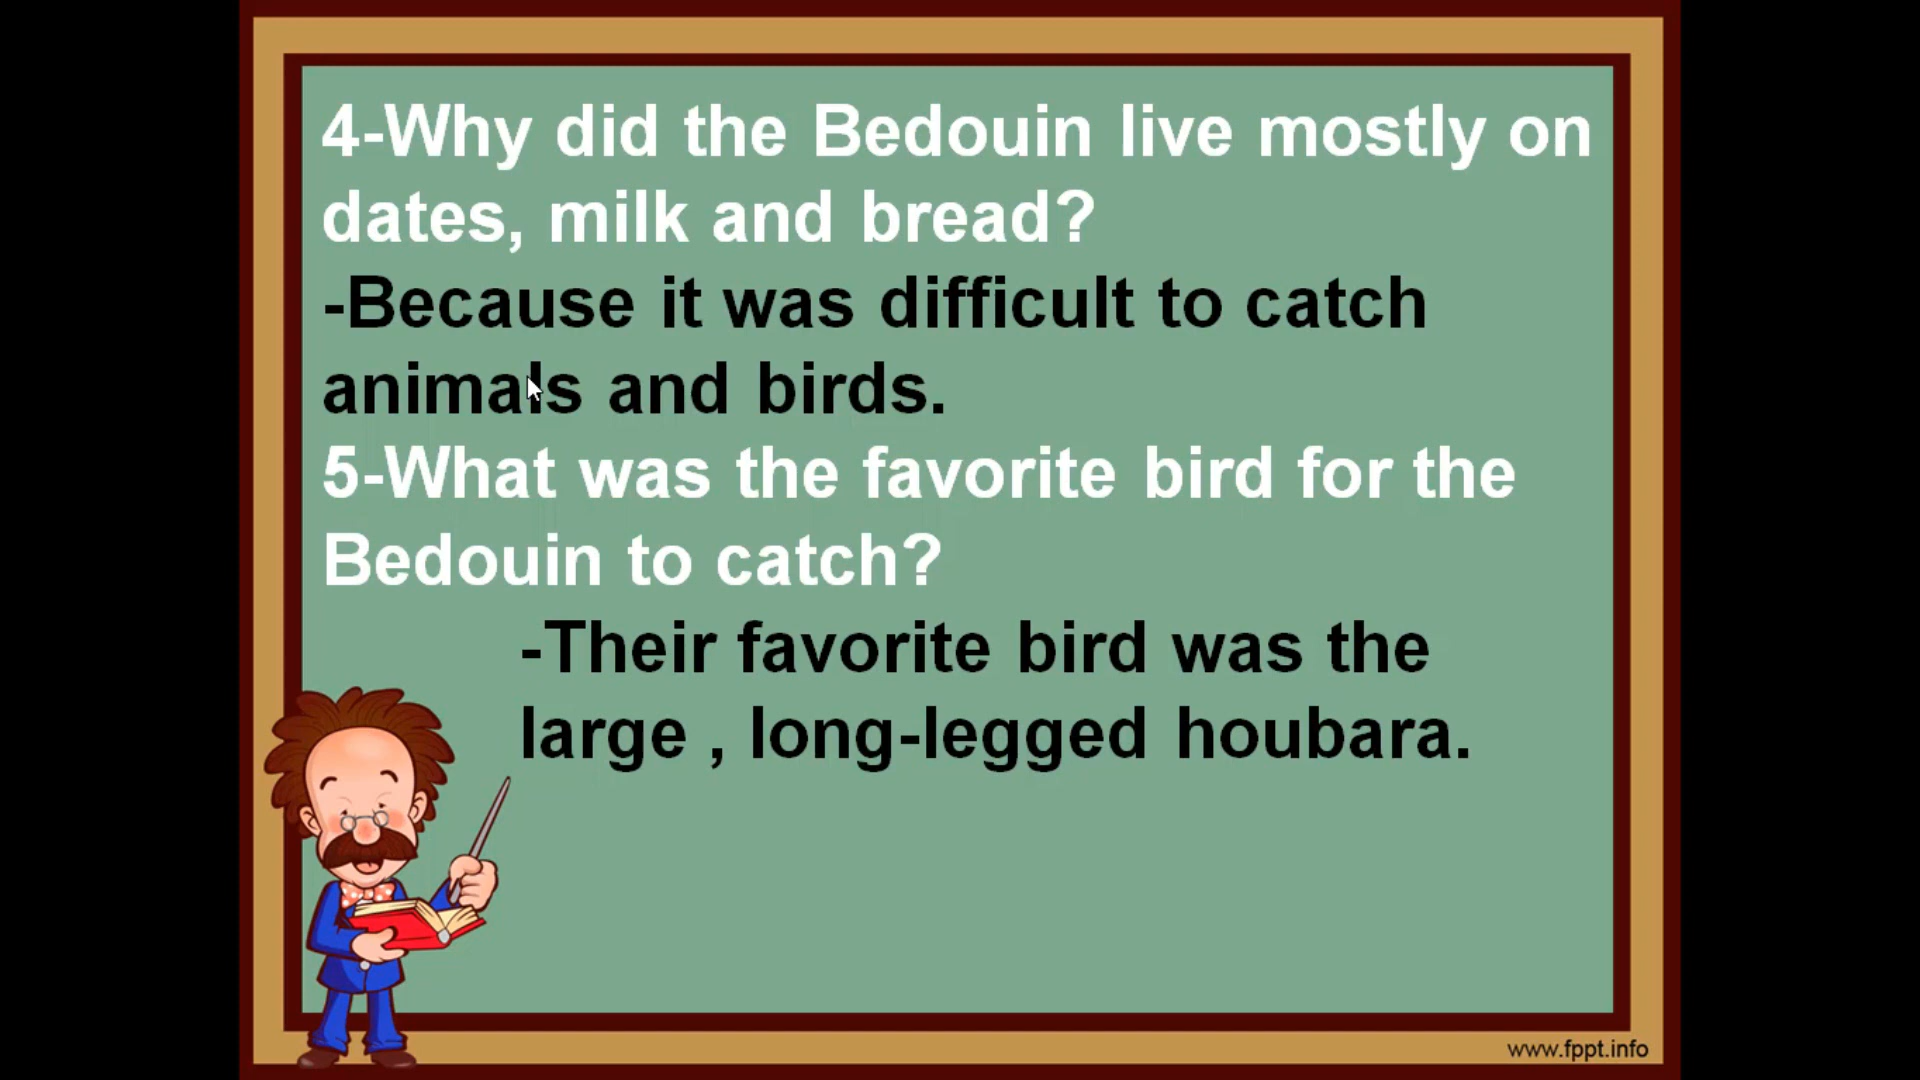 4-Why did the Bedouin live mostly on
dates, milk and bread?
-Because it was difficult to catch
animals and birds.
5-What was the favorite bird for the
Bedouin to catch?
-Their favorite bird was the
large , long-legged houbara.
www.fppt.info